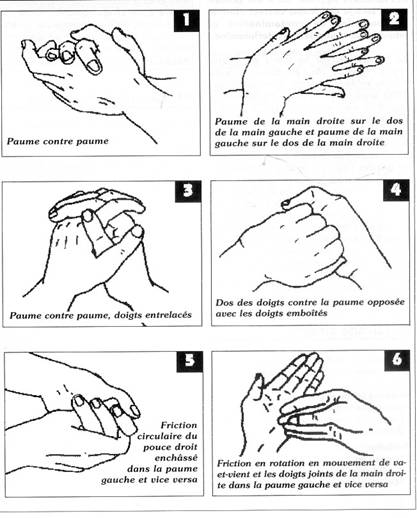 1
Paume contre paume
2
Paume de la main droite sur le dos
de la main gauche et paume de la main
gauche sur le dos de la main droite
3
Paume contre paume, doigts entrelacés
4
Dos des doigts contre la paume opposée
avec les doigts emboîtés
5
Friction
circulaire du
pouce droit
enchâssé
dans la paume
gauche et vice versa
6
Friction en rotation en mouvement de va-
et-vient et les doigts joints de la main droi-
te dans la paume gauche et vice versa